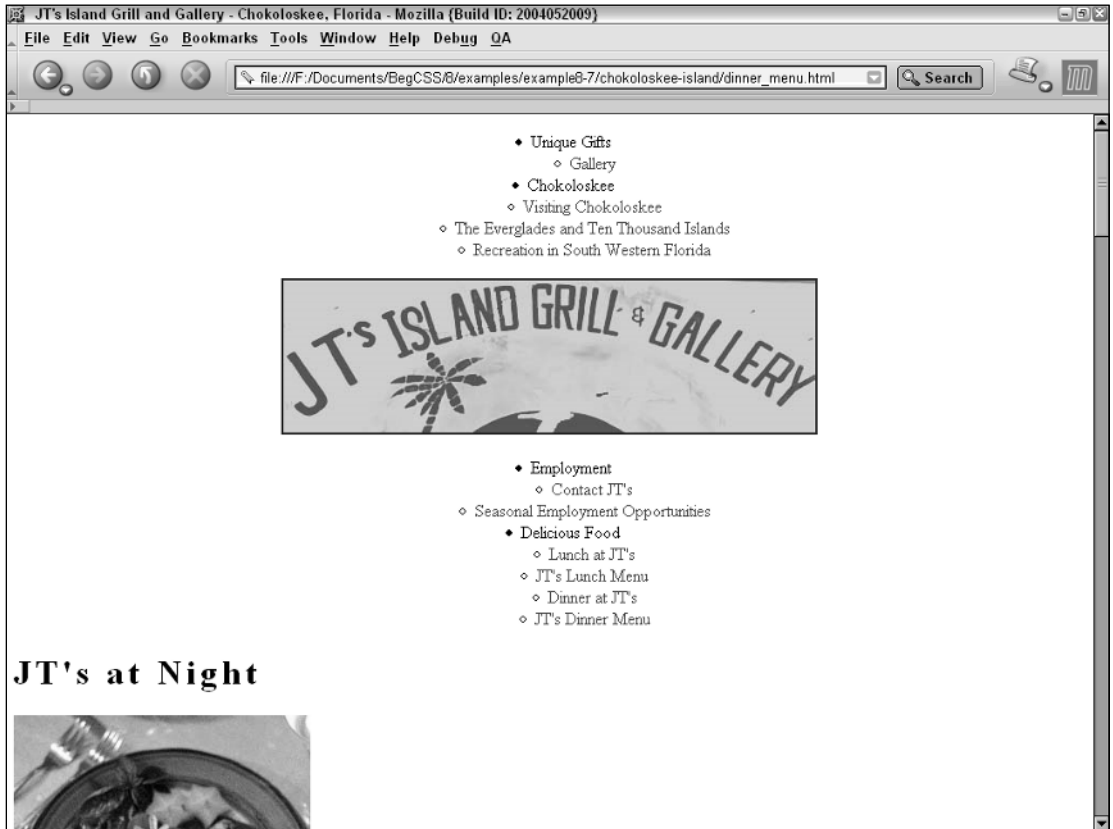 JT's Island Grill and Gallery - Chokoloskee, Florida - Mozilla {Build ID: 2004052009}
File Edit View Go Bookmarks Tools Window Help Debug QA
file:///F:/Documents/BegCSS/8/examples/example8-7/chokoloskee-island/dinner_menu.html Search
Unique Gifts
Gallery
Chokoloskee
Visiting Chokoloskee
The Everglades and Ten Thousand Islands
Recreation in South Western Florida
JT's ISLAND GRILL & GALLERY
Employment
Contact JT's
Seasonal Employment Opportunities
Delicious Food
Lunch at JT's
JT's Lunch Menu
Dinner at JT's
JT's Dinner Menu
JT's at Night